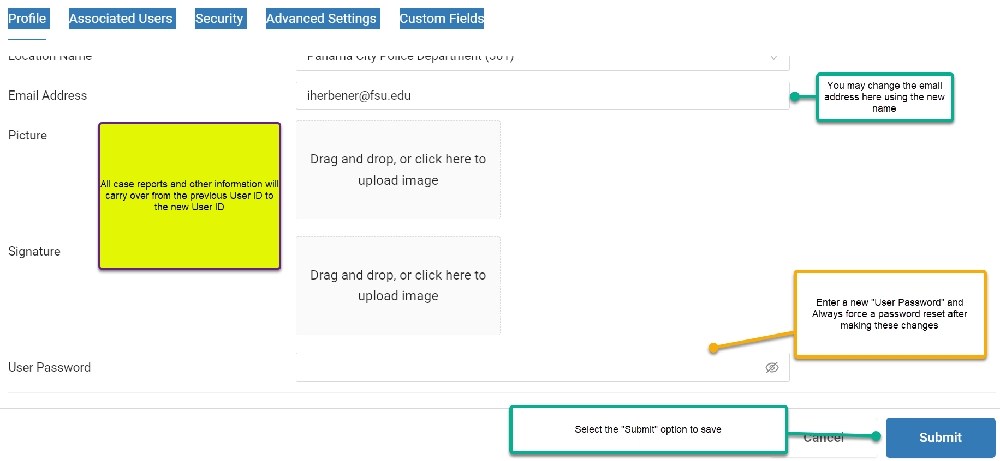 Profile Associated Users Security Advanced Settings Custom Fields
Location Name Panama City Police Department (301)
Email Address iherbener@fsu.edu
You may change the email
address here using the new
name
Picture
Drag and drop, or click here to
upload image
All case reports and other information will
carry over from the previous User ID to
the new User ID
Signature
Drag and drop, or click here to
upload image
Enter a new "User Password" and
Always force a password reset after
making these changes
User Password
Select the "Submit" option to save
Cancel Submit